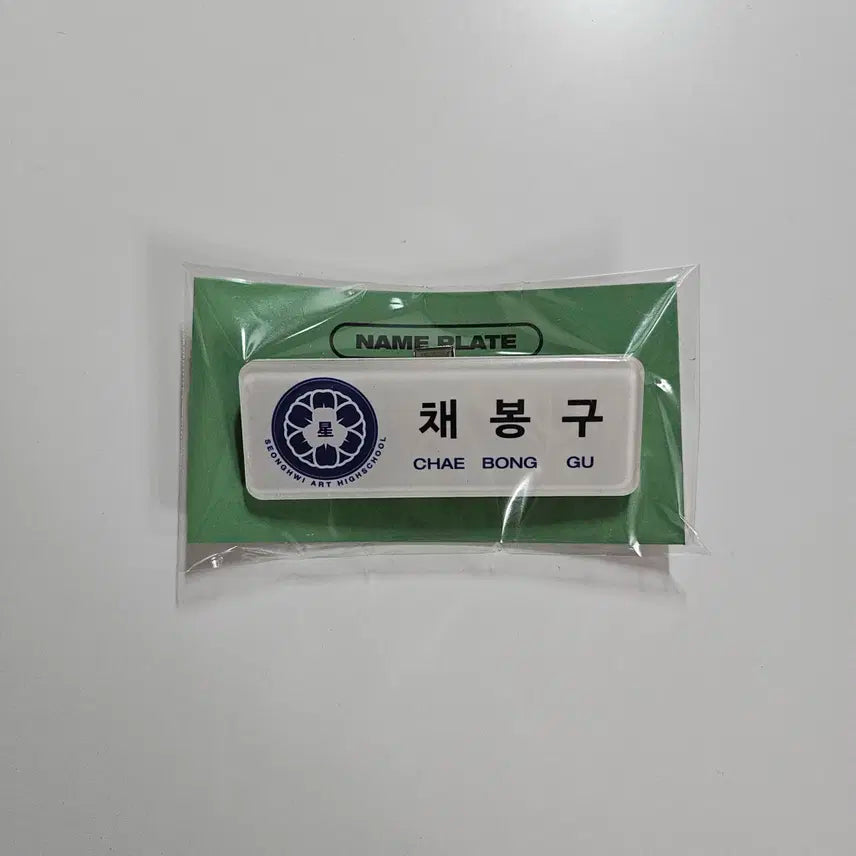 NAME PLATE
星
SEONGHWI ART HIGHSCHOOL
채 봉 구
CHAE BONG GU